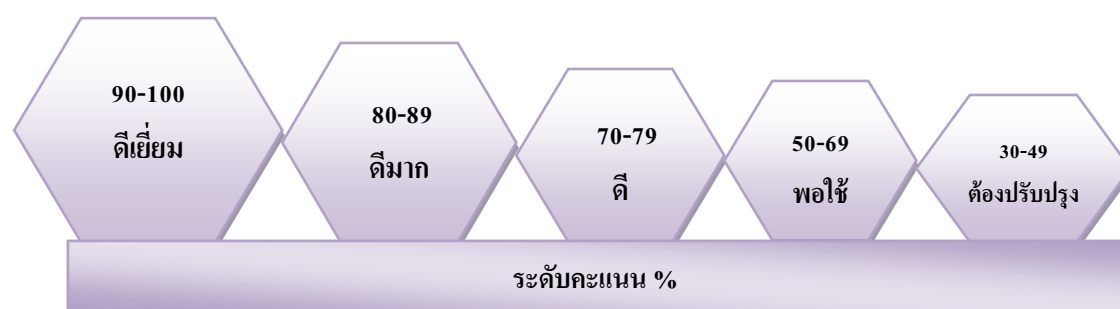 90-100
ดีเยี่ยม
80-89
ดีมาก
70-79
ดี
50-69
พอใช้
30-49
ต้องปรับปรุง
ระดับคะแนน %